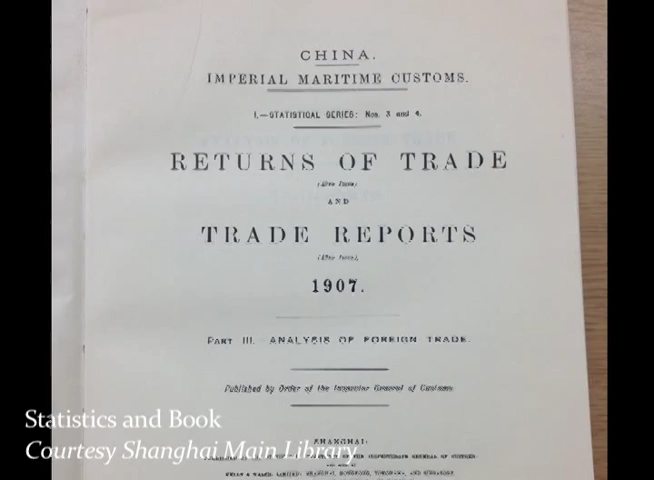 CHINA.
IMPERIAL MARITIME CUSTOMS.
I.—STATISTICAL SERIES: Nos. 3 and 4.
RETURNS OF TRADE
AND
TRADE REPORTS
1907.
PART III. ANALYSIS OF FOREIGN TRADE.
Published by Order of the Inspector General of Customs.
SHANGHAI:
Statistics and Book
Courtesy Shanghai Main Library